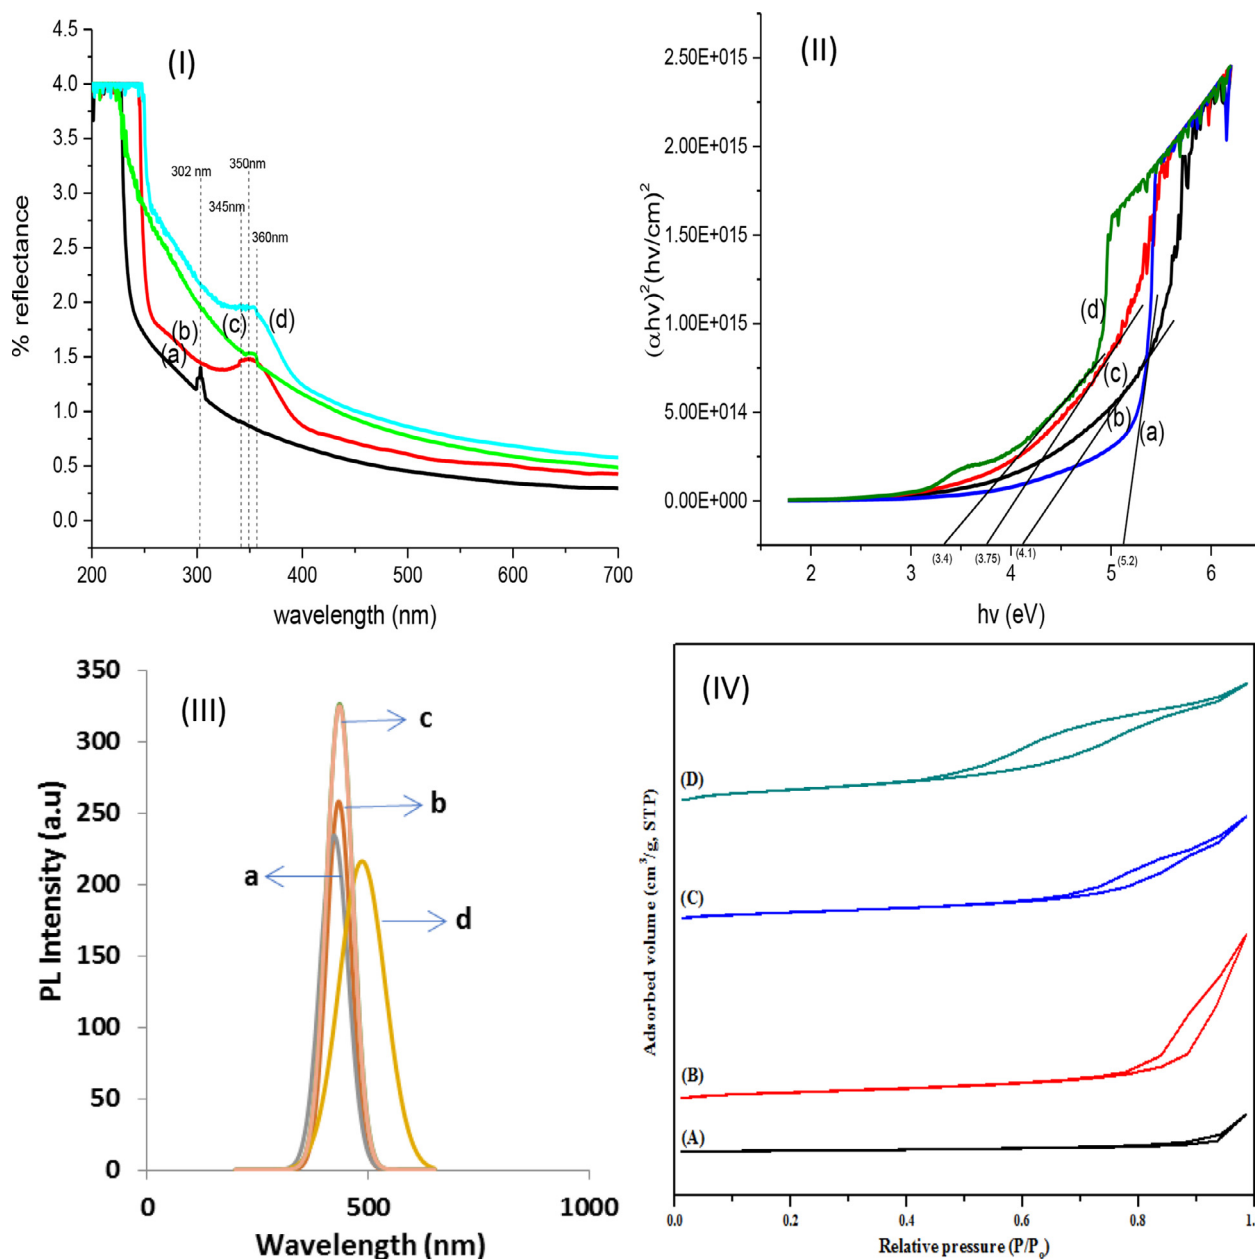 (I)
4.5
4.0
3.5
3.0
2.5
2.0
1.5
1.0
0.5
0.0
% reflectance
302 nm
350nm
345nm
360nm
(b)
(a)
(c)
(d)
200
300
400
500
600
700
wavelength (nm)
(II)
2.50E+015
2.00E+015
1.50E+015
1.00E+015
5.00E+014
0.00E+000
(αhν)²(hν/cm)²
(d)
(c)
(b)
(a)
(3.4)
(3.75)
(4.1)
(5.2)
2
3
4
5
6
hν (eV)
(III)
350
300
250
200
150
100
50
0
PL Intensity (a.u)
c
b
a
d
0
500
1000
Wavelength (nm)
(IV)
Adsorbed volume (cm³/g, STP)
(D)
(C)
(B)
(A)
0.0
0.2
0.4
0.6
0.8
1.
Relative pressure (P/Pₒ)